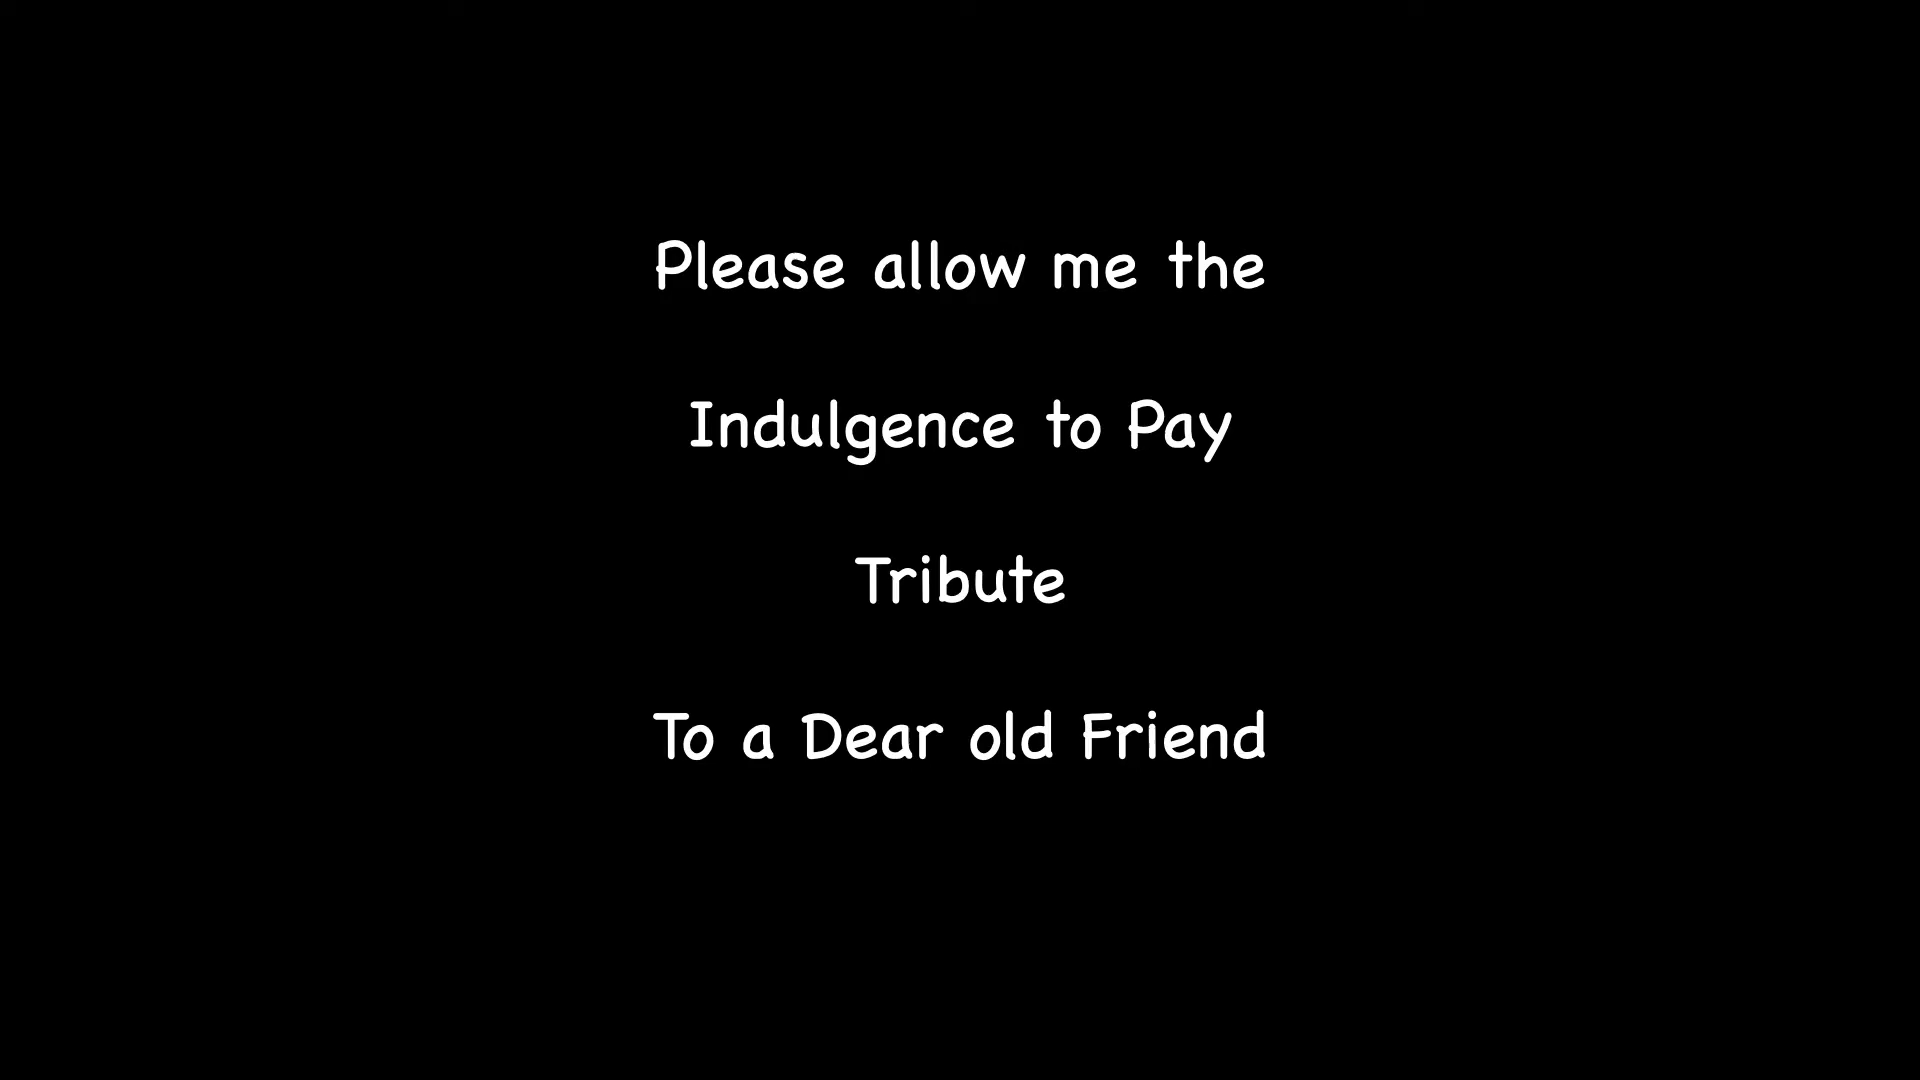 Please allow me the
Indulgence to Pay
Tribute
To a Dear old Friend